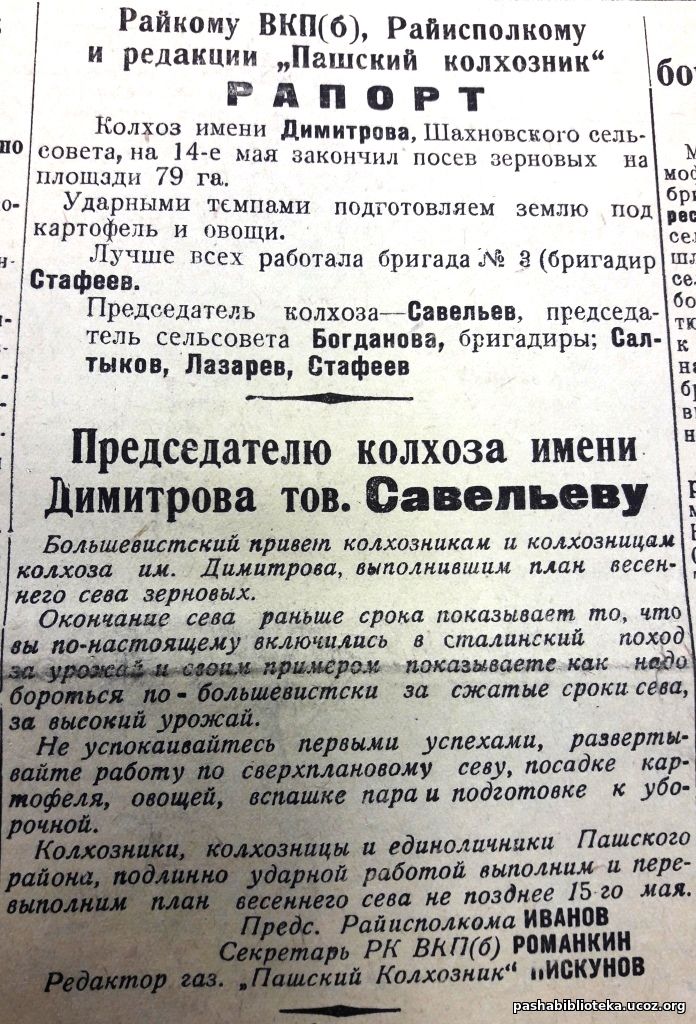 Райкому ВКП(б), Райисполкому
и редакции „Пашский колхозник“
РАПОРТ
Колхоз имени Димитрова, Шахновского сель-
совета, на 14-е мая закончил посев зерновых на
площади 79 га.
Ударными темпами подготовляем землю под
картофель и овощи.
Лучше всех работала бригада № 3 (бригадир
Стафеев.
Председатель колхоза—Савельев, председа-
тель сельсовета Богданова, бригадиры; Сал-
тыков, Лазарев, Стафеев
Председателю колхоза имени
Димитрова тов. Савельеву
Большевистский привет колхозникам и колхозницам
колхоза им. Димитрова, выполнившим план весен-
него сева зерновых.
Окончание сева раньше срока показывает то, что
вы по-настоящему включились в сталинский поход
за урожай и своим примером показываете как надо
бороться по-большевистски за сжатые сроки сева,
за высокий урожай.
Не успокаивайтесь первыми успехами, развер­ты-
вайте работу по сверхплановому севу, посадке кар-
тофеля, овощей, вспашке пара и подготовке к убо-
рочной.
Колхозники, колхозницы и единоличники Пашского
района, подлинно ударной работой выполним и пере-
выполним план весеннего сева не позднее 15-го мая.
Предс. Райисполкома ИВАНОВ
Секретарь РК ВКП(б) РОМАНКИН
Редактор газ. „Пашский Колхозник“ ПИСКУНОВ
pashabiblioteka.ucoz.org